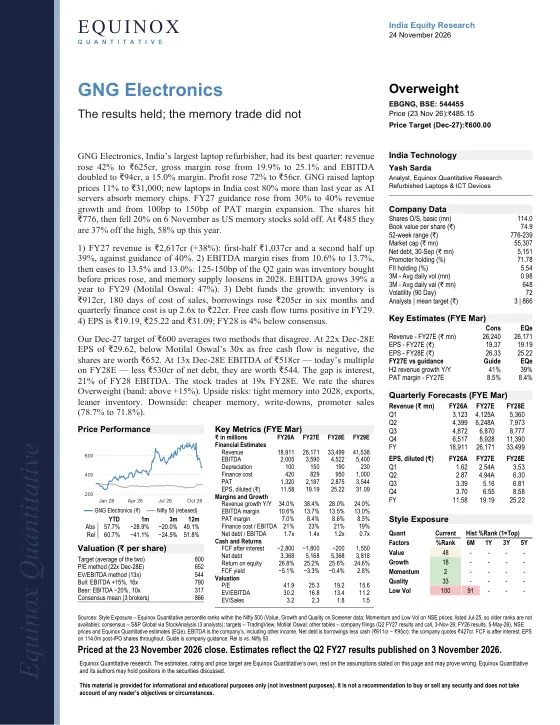 EQUINOX
QUANTITATIVE
India Equity Research
24 November 2026
GNG Electronics
The results held; the memory trade did not
Overweight
EBGNG, BSE: 544455
Price (23 Nov 26):₹485.15
Price Target (Dec-27):₹600.00
GNG Electronics, India's largest laptop refurbisher, had its best quarter: revenue
rose 42% to ₹625cr, gross margin rose from 19.9% to 25.1% and EBITDA
doubled to ₹94cr, a 15.0% margin. Profit rose 72% to ₹56cr. GNG raised laptop
prices 11% to ₹31,000; new laptops in India cost 80% more than last year as AI
servers absorb memory chips. FY27 guidance rose from 30% to 40% revenue
growth and from 100bp to 150bp of PAT margin expansion. The shares hit
₹776, then fell 20% on 6 November as US memory stocks sold off. At ₹485 they
are 37% off the high, 58% up this year.
1) FY27 revenue is ₹2,617cr (+38%): first-half ₹1,037cr and a second half up
39%, against guidance of 40%. 2) EBITDA margin rises from 10.6% to 13.7%,
then eases to 13.5% and 13.0%: 125-150bp of the Q2 gain was inventory bought
before prices rose, and memory loosens in 2028. EBITDA grows 39% a
year to FY29 (Motilal Oswal: 47%). 3) Debt funds the growth: inventory is
₹912cr, 180 days of cost of sales, borrowings rose ₹205cr in six months and
quarterly finance cost is up 2.6x to ₹22cr. Free cash flow turns positive in FY29.
4) EPS is ₹19.19, ₹25.22 and ₹31.09; FY28 is 4% below consensus.
Our Dec-27 target of ₹600 averages two methods that disagree. At 22x Dec-28E
EPS of ₹29.62, below Motilal Oswal's 30x as free cash flow is negative, the
shares are worth ₹652. At 13x Dec-28E EBITDA of ₹518cr — today's multiple
on FY28E — less ₹530cr of net debt, they are worth ₹544. The gap is interest,
21% of FY28 EBITDA. The stock trades at 19x FY28E. We rate the shares
Overweight (band: above +15%). Upside risks: tight memory into 2028, exports,
leaner inventory. Downside: cheaper memory, write-downs, promoter sales
(78.7% to 71.8%).
India Technology
Yash Sarda
Analyst, Equinox Quantitative Research
Refurbished Laptops & ICT Devices
Company Data
Shares O/S, basic (mn) 114.0
Book value per share (₹) 74.9
52-week range (₹) 776-239
Market cap (₹ mn) 55,307
Net debt, 30-Sep (₹ mn) 5,151
Promoter holding (%) 71.78
FII holding (%) 5.54
3M - Avg daily vol (mn) 0.98
3M - Avg daily val (₹ mn) 648
Volatility (90 Day) 72
Analysts | mean target (₹) 3 | 866
Key Estimates (FYE Mar)
Cons EQe
Revenue - FY27E (₹ mn) 26,240 26,171
EPS - FY27E (₹) 19.37 19.19
EPS - FY28E (₹) 26.33 25.22
FY27E vs guidance Guide EQe
H2 revenue growth Y/Y 41% 39%
PAT margin - FY27E 8.5% 8.4%
Quarterly Forecasts (FYE Mar)
Revenue (₹ mn) FY26A FY27E FY28E
Q1 3,123 4,125A 5,360
Q2 4,399 6,248A 7,973
Q3 4,872 6,870 8,777
Q4 6,517 8,928 11,390
FY 18,911 26,171 33,499
EPS, diluted (₹) FY26A FY27E FY28E
Q1 1.62 2.54A 3.53
Q2 2.87 4.94A 6.30
Q3 3.39 5.16 6.81
Q4 3.70 6.55 8.58
FY 11.58 19.19 25.22
Style Exposure
Quant Current Hist %Rank (1=Top)
Factors %Rank 6M 1Y 3Y 5Y
Value 48 - - - -
Growth 18 - - - -
Momentum 2 - - - -
Quality 33 - - - -
Low Vol 100 91 - - -
Price Performance
600
400
200
Jan 26 Apr 26 Jul 26 Oct 26
GNG Electronics (₹) Nifty 50 (rebased)
YTD 1m 3m 12m
Abs 57.7% −28.9% −20.0% 49.1%
Rel 60.7% −41.1% −24.5% 51.8%
Valuation (₹ per share)
Target (average of the two) 600
P/E method (22x Dec-28E) 652
EV/EBITDA method (13x) 544
Bull: EBITDA +15%, 16x 790
Bear: EBITDA −20%, 10x 317
Consensus mean (3 brokers) 866
Key Metrics (FYE Mar)
₹ in millions FY26A FY27E FY28E FY29E
Financial Estimates
Revenue 18,911 26,171 33,499 41,538
EBITDA 2,005 3,590 4,522 5,400
Depreciation 100 150 190 230
Finance cost 420 829 950 1,000
PAT 1,320 2,187 2,875 3,544
EPS, diluted (₹) 11.58 19.19 25.22 31.09
Margins and Growth
Revenue growth Y/Y 34.0% 38.4% 28.0% 24.0%
EBITDA margin 10.6% 13.7% 13.5% 13.0%
PAT margin 7.0% 8.4% 8.6% 8.5%
Finance cost / EBITDA 21% 23% 21% 19%
Net debt / EBITDA 1.7x 1.4x 1.2x 0.7x
Cash and Returns
FCF after interest −2,800 −1,800 −200 1,550
Net debt 3,368 5,168 5,368 3,818
Return on equity 26.8% 25.2% 25.6% 24.6%
FCF yield −5.1% −3.3% −0.4% 2.8%
Valuation
P/E 41.9 25.3 19.2 15.6
EV/EBITDA 30.2 16.8 13.4 11.2
EV/Sales 3.2 2.3 1.8 1.5
Priced at the 23 November 2026 close. Estimates reflect the Q2 FY27 results published on 3 November 2026.
Equinox Quantitative research. The estimates, rating and price target are Equinox Quantitative's own, rest on the assumptions stated on this page and may prove wrong. Equinox Quantitative
and its authors may hold positions in the securities discussed.
This material is provided for informational and educational purposes only (not investment purposes). It is not a recommendation to buy or sell any security and does not take
account of any reader's objectives or circumstances.
Equinox Quantitative